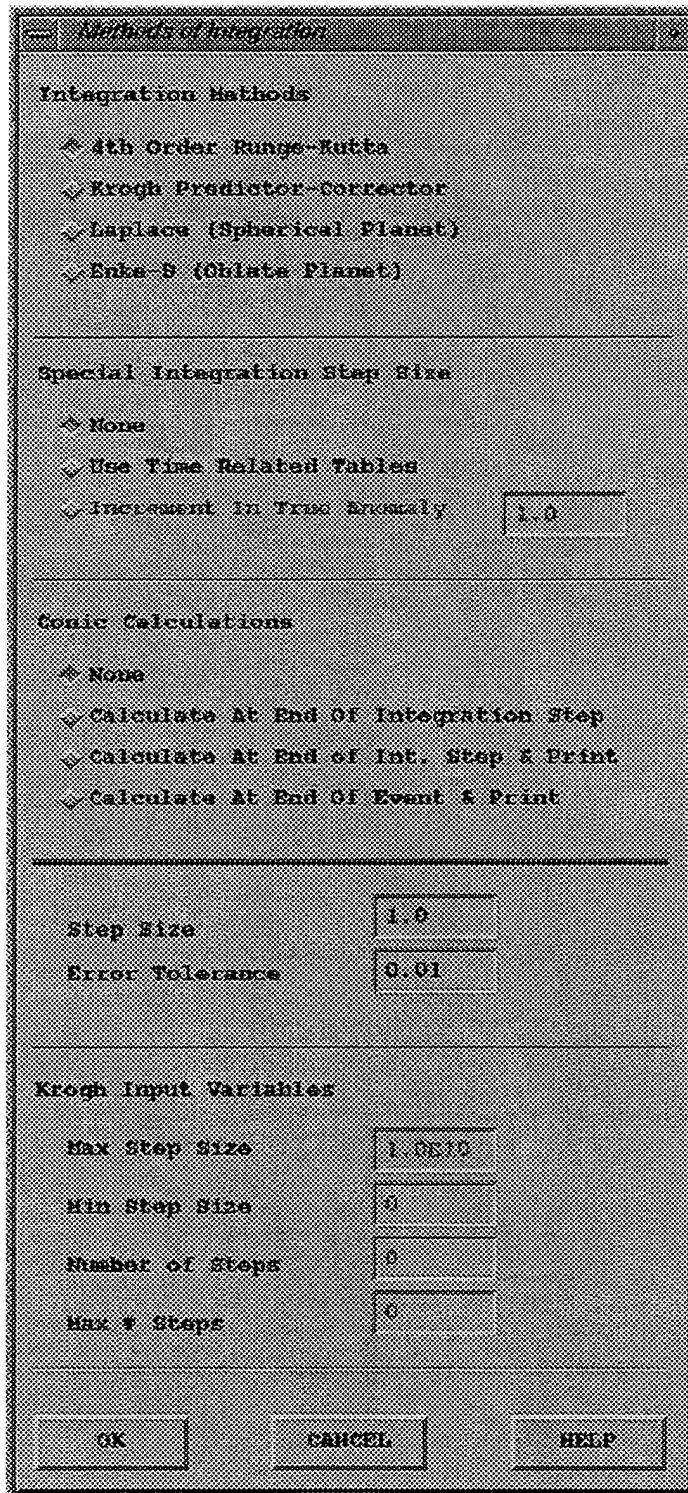 Methods of Integration
Integration Methods
4th Order Runge-Kutta
Krogh Predictor-Corrector
Laplace (Spherical Planet)
Enke-S (Oblate Planet)
Special Integration Step Size
None
Use Time Related Tables
Increment in True Anomaly 1.0
Conic Calculations
None
Calculate At End Of Integration Step
Calculate At End of Int. Step & Print
Calculate At End Of Event & Print
Step Size 1.0
Error Tolerance 0.01
Krogh Input Variables
Max Step Size 1.0E10
Min Step Size 0
Number of Steps 0
Max # Steps 0
OK CANCEL HELP